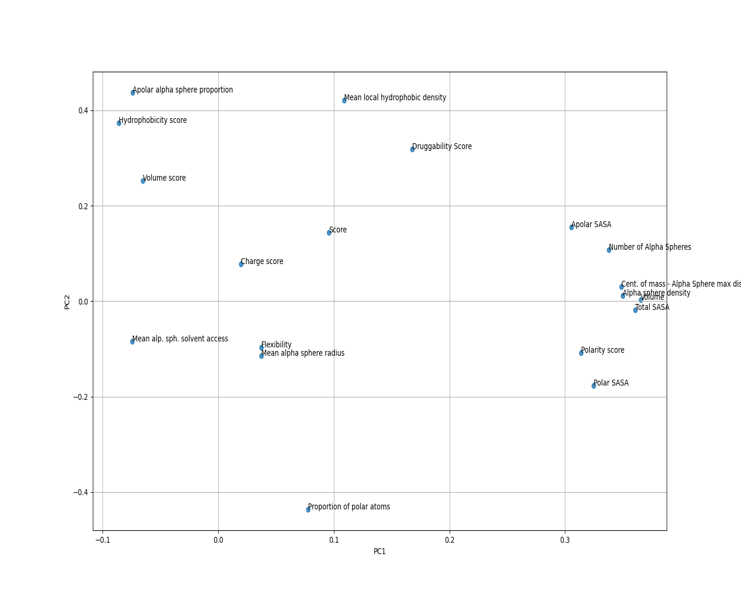 Apolar alpha sphere proportion
Mean local hydrophobic density
0.4
Hydrophobicity score
Druggability Score
Volume score
0.2
Apolar SASA
Score
Number of Alpha Spheres
Charge score
Cent. of mass - Alpha Sphere max dis
Alpha sphere density
Volume
0.0
PC2
Total SASA
Mean alp. sph. solvent access
Flexibility
Mean alpha sphere radius
Polarity score
Polar SASA
−0.2
−0.4
Proportion of polar atoms
−0.1 0.0 0.1 0.2 0.3
PC1